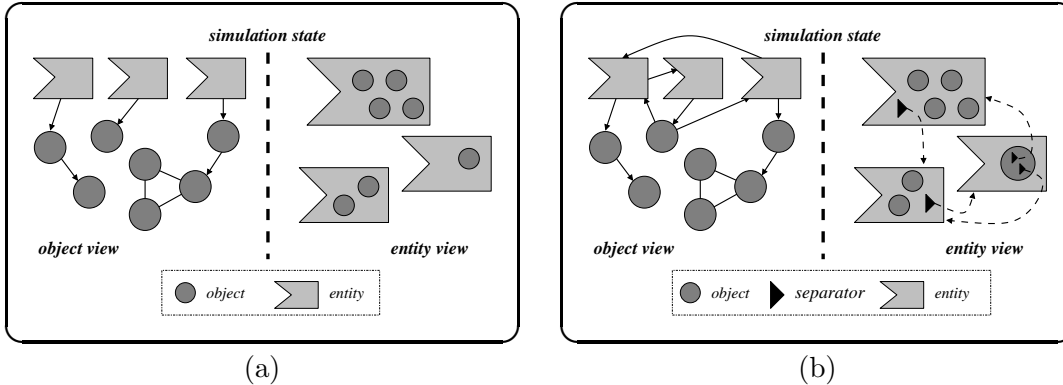 simulation state
object view
entity view
object
entity
(a)
simulation state
object view
entity view
object
separator
entity
(b)